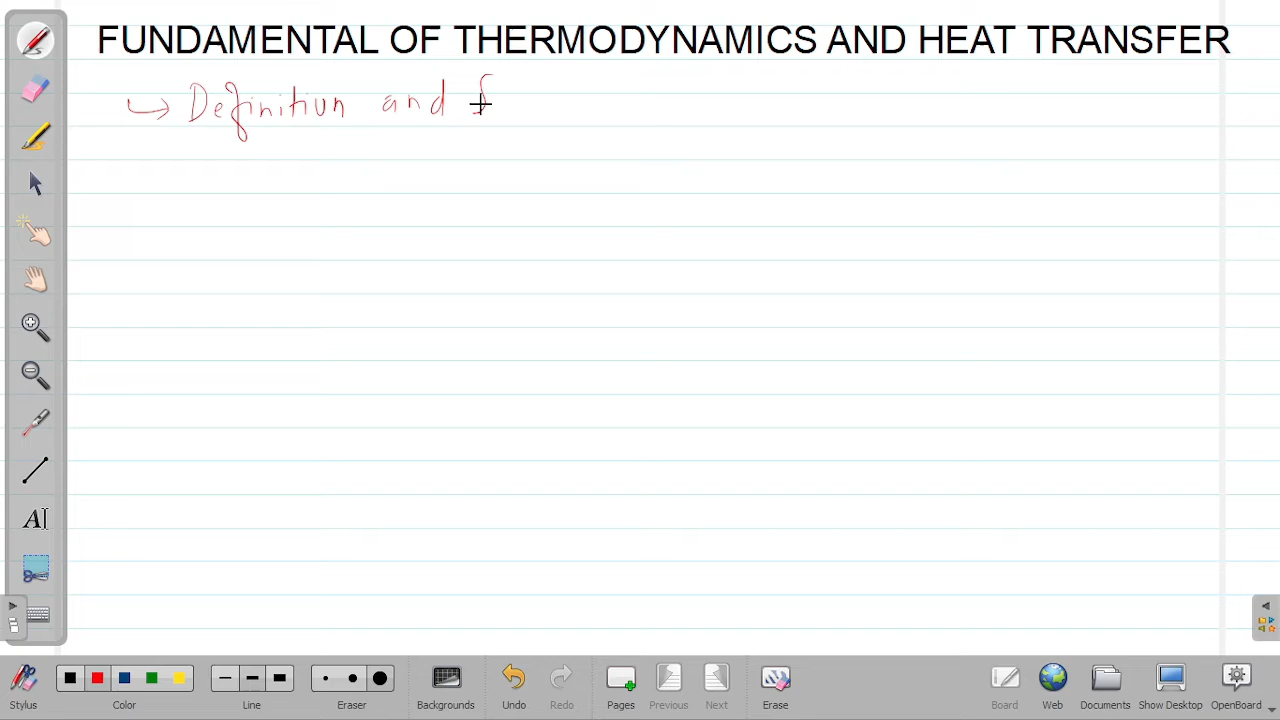 FUNDAMENTAL OF THERMODYNAMICS AND HEAT TRANSFER
Definition and
Stylus
Color
Line
Eraser
Backgrounds
Undo
Redo
Pages
Previous
Next
Erase
Board
Web
Documents
Show Desktop
OpenBoard